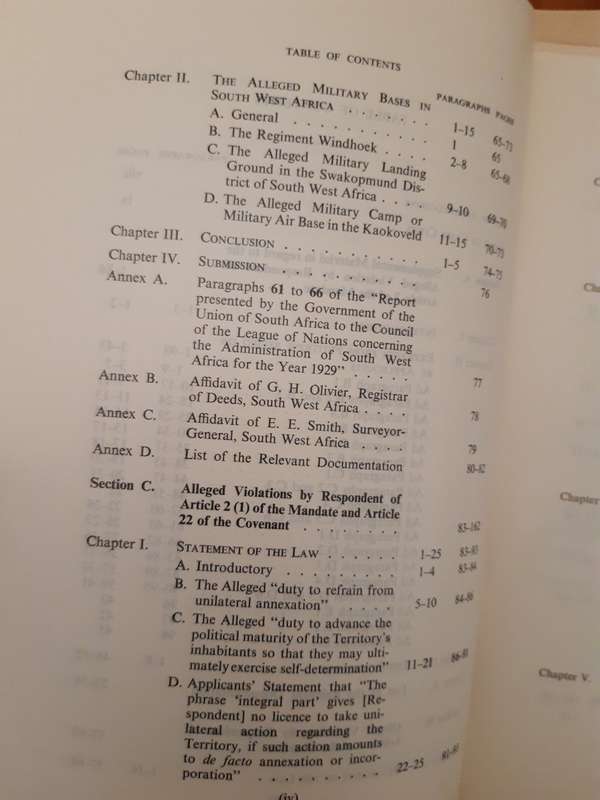 TABLE OF CONTENTS
PARAGRAPHS PAGES
Chapter II. THE ALLEGED MILITARY BASES IN
SOUTH WEST AFRICA . . . . . . . 1–15 65-73
A. General . . . . . . . . . . . 1 65
B. The Regiment Windhoek . . . . 2–8 65-68
C. The Alleged Military Landing
Ground in the Swakopmund Dis-
trict of South West Africa . . . . 9–10 69-70
D. The Alleged Military Camp or
Military Air Base in the Kaokoveld 11–15 70-73
Chapter III. CONCLUSION . . . . . . . . . . 1–5 74-75
Chapter IV. SUBMISSION . . . . . . . . . . 76
Annex A. Paragraphs 61 to 66 of the "Report
presented by the Government of the
Union of South Africa to the Council
of the League of Nations concerning
the Administration of South West
Africa for the Year 1929" . . . . . 77
Annex B. Affidavit of G. H. Olivier, Registrar
of Deeds, South West Africa . . . . 78
Annex C. Affidavit of E. E. Smith, Surveyor-
General, South West Africa . . . . 79
Annex D. List of the Relevant Documentation 80-82
Section C. Alleged Violations by Respondent of
Article 2 (1) of the Mandate and Article
22 of the Covenant . . . . . . . . 83-162
Chapter I. STATEMENT OF THE LAW . . . . . . 1–25
A. Introductory . . . . . . . . . 1–4 83-84
B. The Alleged "duty to refrain from
unilateral annexation" . . . . 5–10 84-86
C. The Alleged "duty to advance the
political maturity of the Territory's
inhabitants so that they may ulti-
mately exercise self-determination" 11–21
D. Applicants' Statement that "The
phrase 'integral part' gives [Re-
spondent] no licence to take uni-
lateral action regarding the
Territory, if such action amounts
to de facto annexation or incor-
poration" . . . . . . . . . . 22–25
(iv)
Chapter
Chapter V.